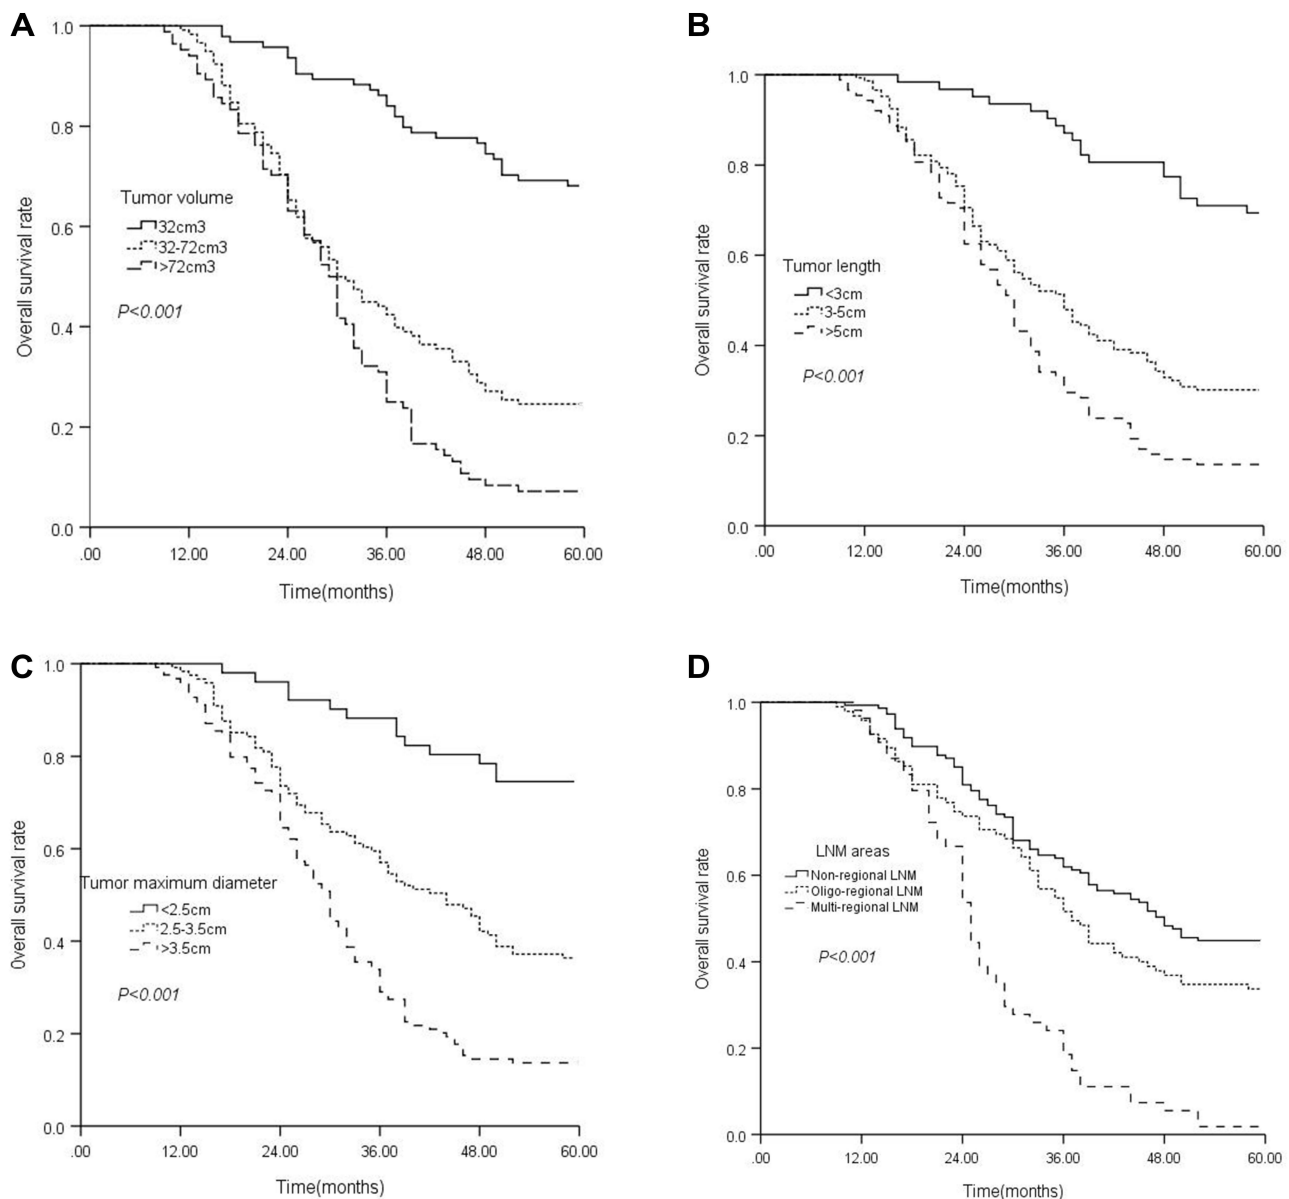 A
1.0
0.8
0.6
0.4
0.2
0.0
Overall survival rate
Tumor volume
32cm3
32-72cm3
>72cm3
P<0.001
.00 12.00 24.00 36.00 48.00 60.00
Time(months)
B
1.0
0.8
0.6
0.4
0.2
0.0
Overall survival rate
Tumor length
<3cm
3-5cm
>5cm
P<0.001
.00 12.00 24.00 36.00 48.00 60.00
Time(months)
C
1.0
0.8
0.6
0.4
0.2
0.0
0verall survival rate
Tumor maximum diameter
<2.5cm
2.5-3.5cm
>3.5cm
P<0.001
.00 12.00 24.00 36.00 48.00 60.00
Time(months)
D
1.0
0.8
0.6
0.4
0.2
0.0
Overall survival rate
LNM areas
Non-regional LNM
Oligo-regional LNM
Multi-regional LNM
P<0.001
.00 12.00 24.00 36.00 48.00 60.00
Time(months)